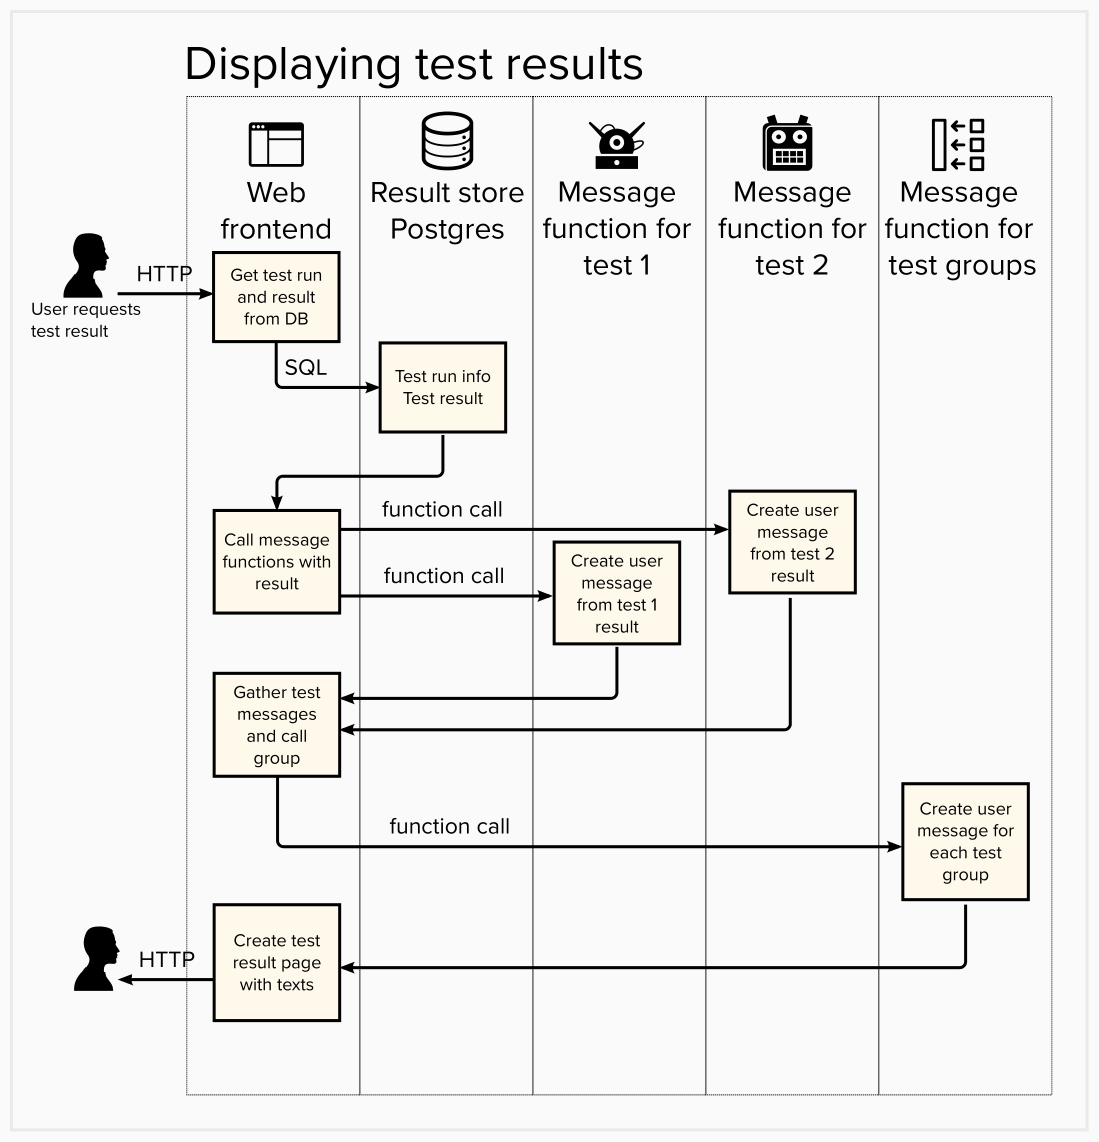 Displaying test results
Web
frontend
Result store
Postgres
Message
function for
test 1
Message
function for
test 2
Message
function for
test groups
HTTP
User requests
test result
Get test run
and result
from DB
SQL
Test run info
Test result
function call
Call message
functions with
result
function call
Create user
message
from test 2
result
Create user
message
from test 1
result
Gather test
messages
and call
group
function call
Create user
message for
each test
group
HTTP
Create test
result page
with texts